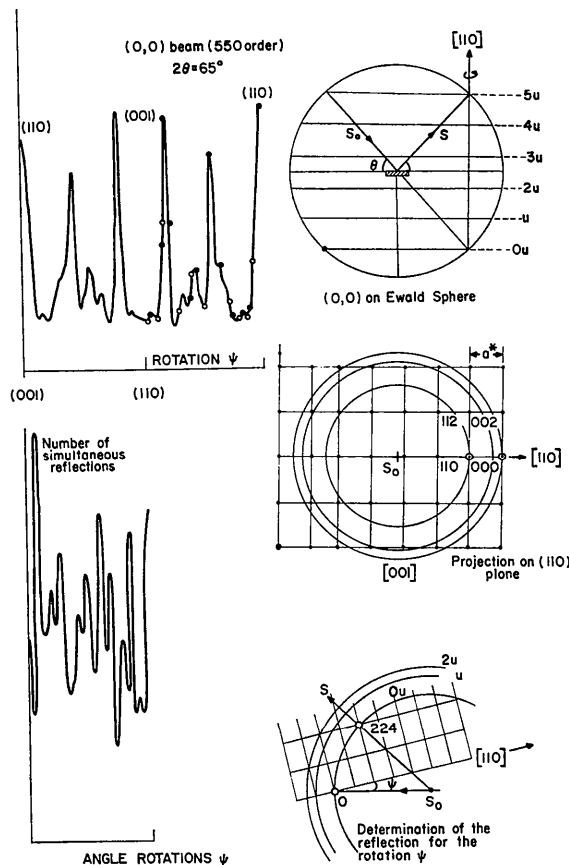 (0,0) beam (550 order)
2θ=65°
(110)
(001)
(110)
ROTATION ψ
(001)
(110)
[110]
5u
4u
3u
2u
u
0u
S₀
S
θ
(0,0) on Ewald Sphere
a*
112
002
110
000
S₀
[110]
[001]
Projection on (110)
plane
Number of
simultaneous
reflections
ANGLE ROTATIONS ψ
2u
u
0u
S
224
[110]
ψ
O
S₀
Determination of the
reflection for the
rotation ψ